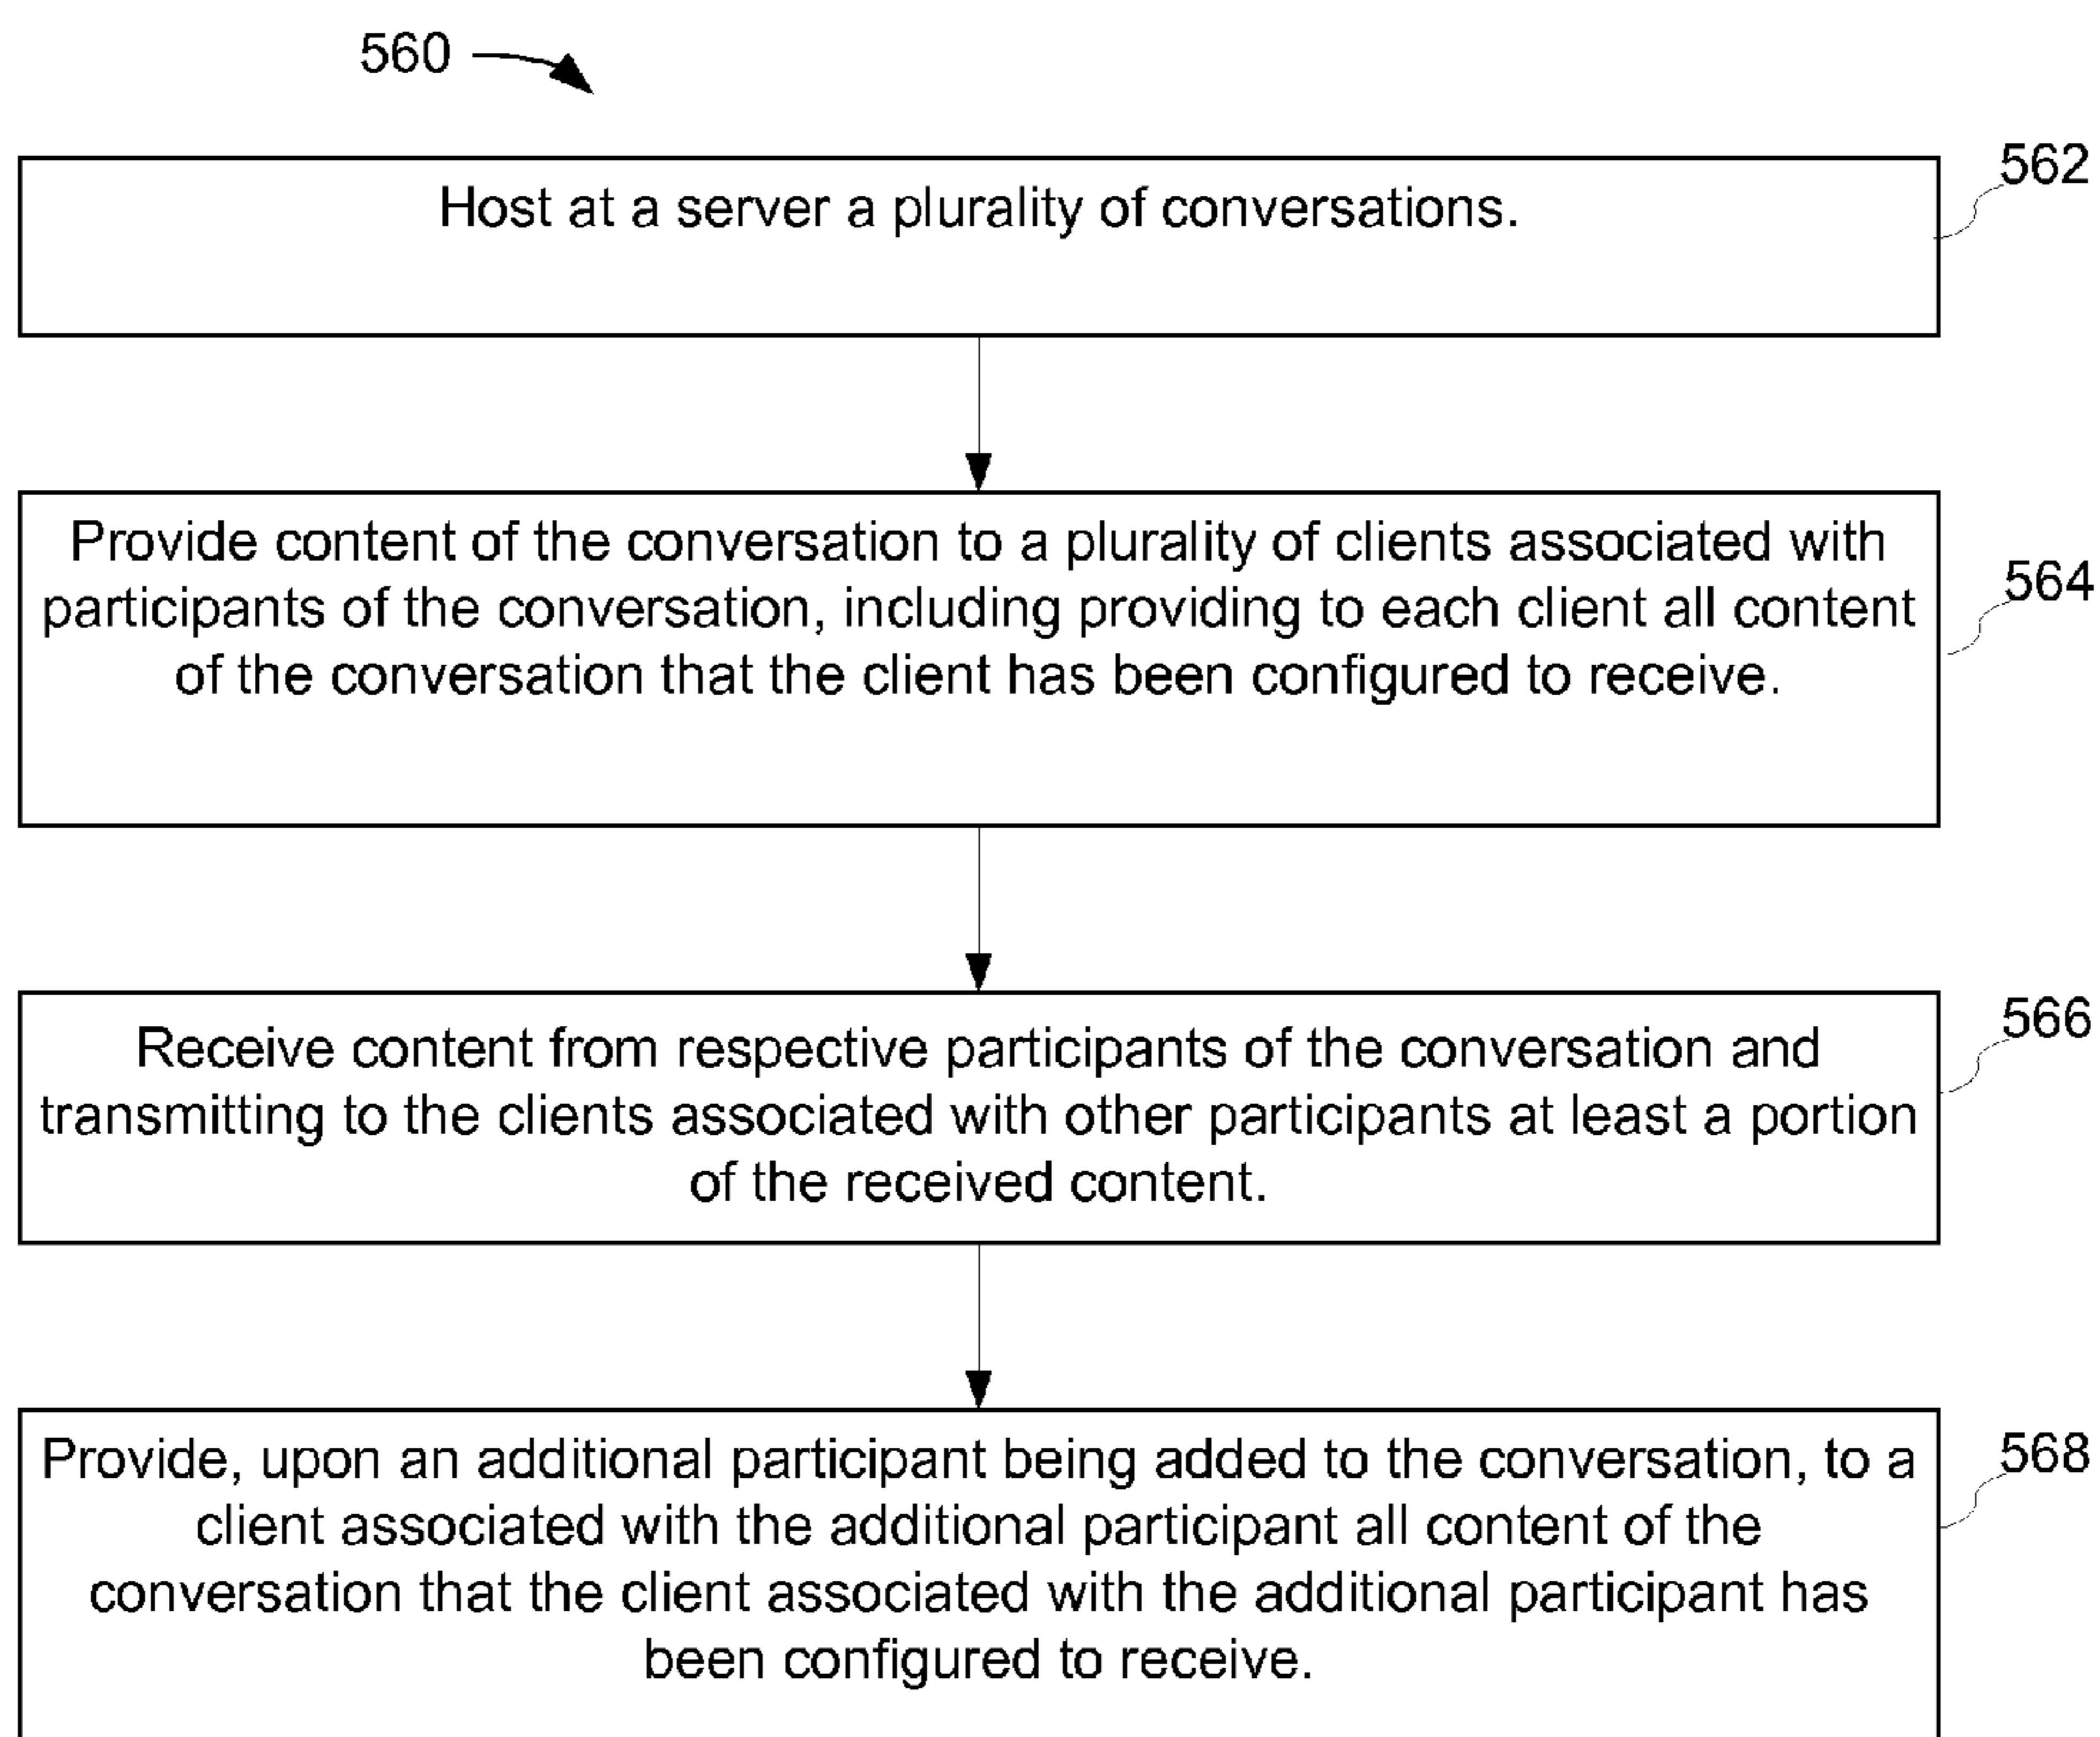 560
562
Host at a server a plurality of conversations.
Provide content of the conversation to a plurality of clients associated with
564
participants of the conversation, including providing to each client all content
of the conversation that the client has been configured to receive.
566
Receive content from respective participants of the conversation and
transmitting to the clients associated with other participants at least a portion
of the received content.
568
Provide, upon an additional participant being added to the conversation, to a
client associated with the additional participant all content of the
conversation that the client associated with the additional participant has
been configured to receive.